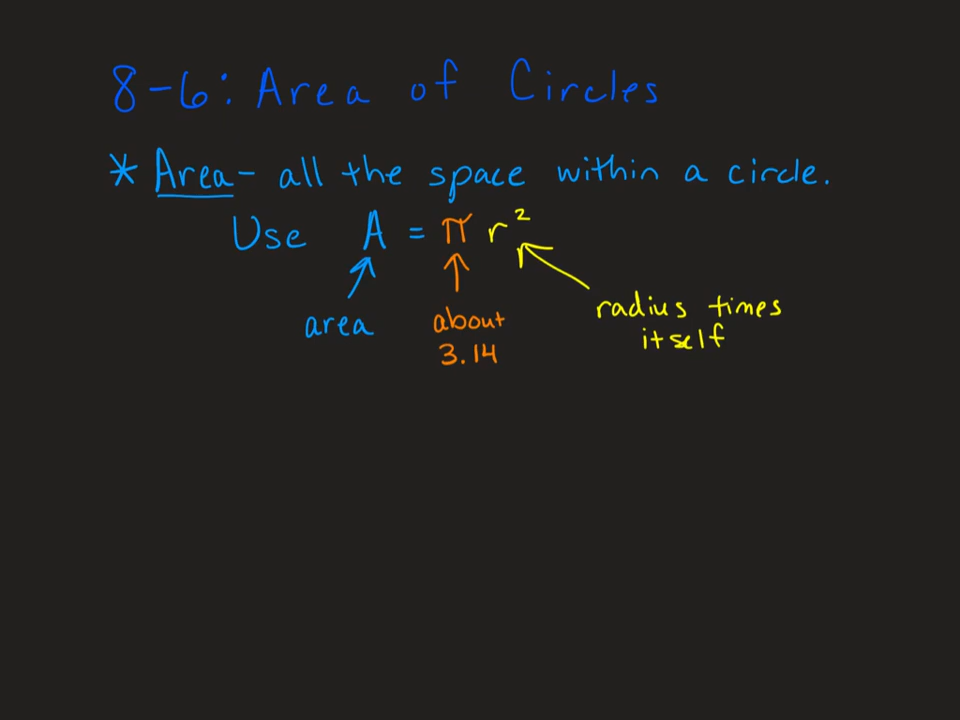 8-6: Area of Circles
* Area - all the space within a circle.
Use A = π r²
area
about
3.14
radius times
itself